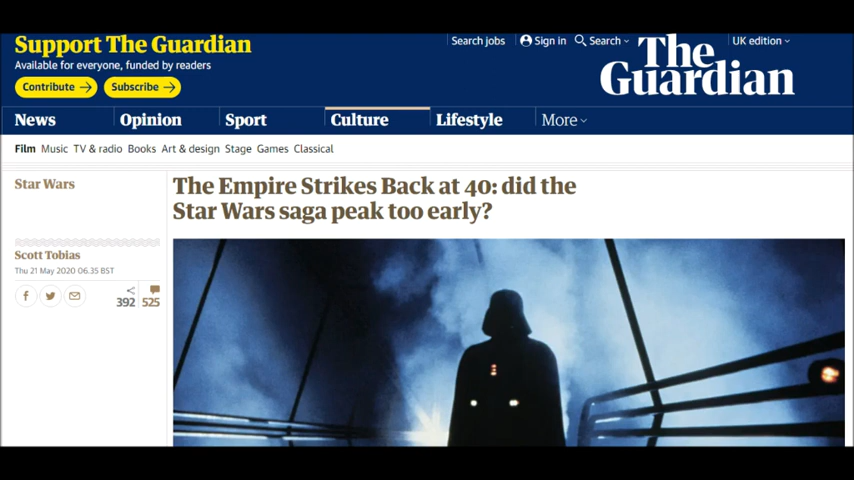 Support The Guardian
Available for everyone, funded by readers
Contribute →
Subscribe →
Search jobs
Sign in
Search
UK edition
The
Guardian
News
Opinion
Sport
Culture
Lifestyle
More
Film Music TV & radio Books Art & design Stage Games Classical
Star Wars
The Empire Strikes Back at 40: did the
Star Wars saga peak too early?
Scott Tobias
Thu 21 May 2020 06.35 BST
392
525